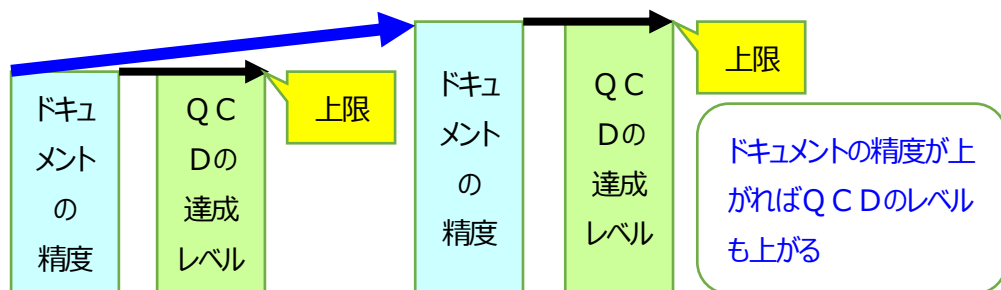 ドキュ
メント
の
精度
ＱＣ
Ｄの
達成
レベル
上限
ドキュ
メント
の
精度
ＱＣ
Ｄの
達成
レベル
上限
ドキュメントの精度が上
がればＱＣＤのレベル
も上がる